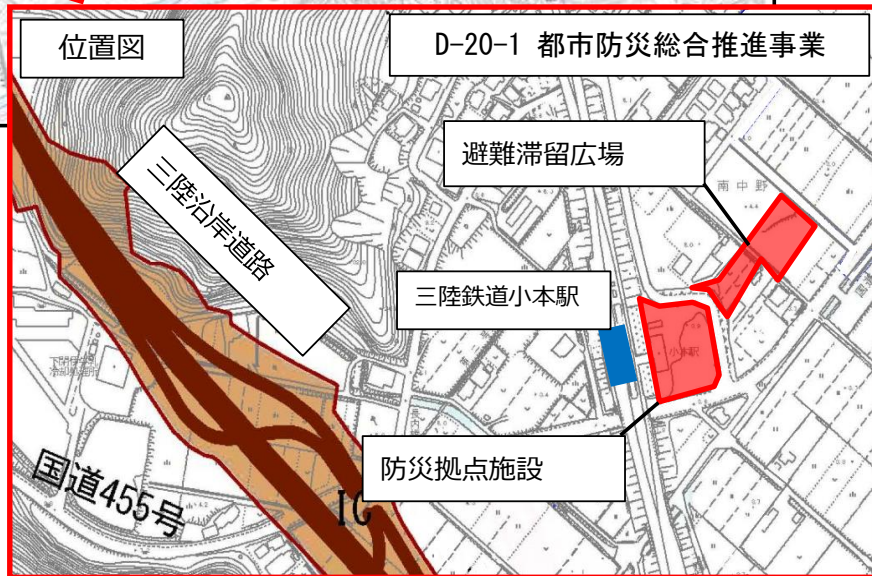 位置図
D-20-1 都市防災総合推進事業
避難滞留広場
三陸沿岸道路
南中野
三陸鉄道小本駅
小本駅
防災拠点施設
国道455号
IC